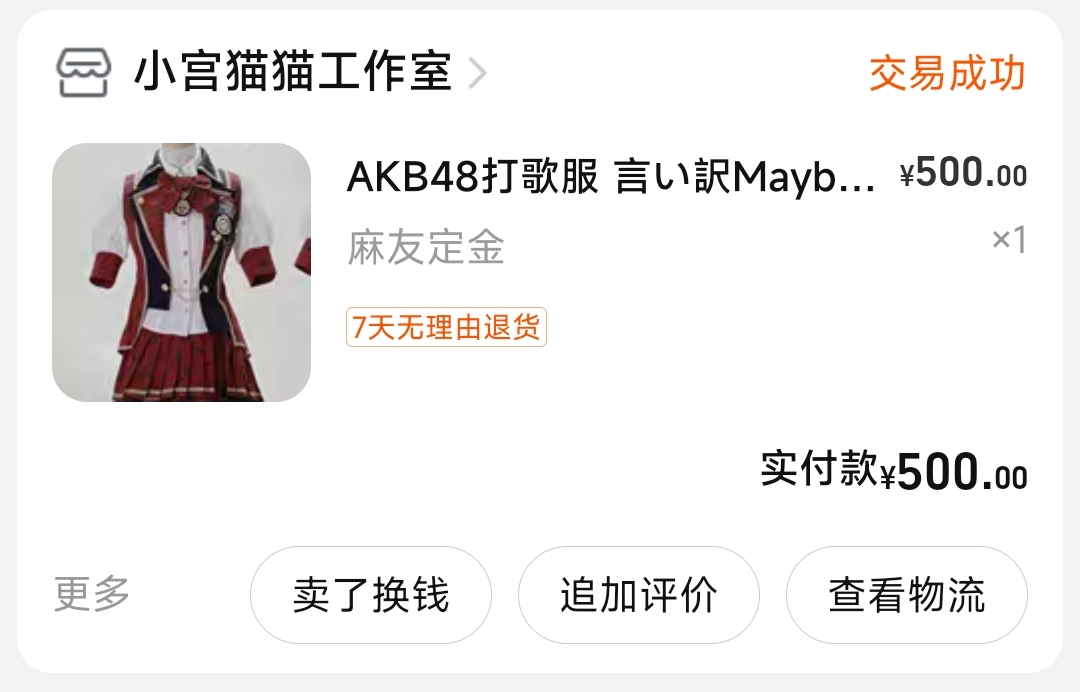 小宫猫猫工作室
交易成功
AKB48打歌服 言い訳Mayb... ¥500.00
麻友定金 ×1
7天无理由退货
实付款¥500.00
更多 卖了换钱 追加评价 查看物流